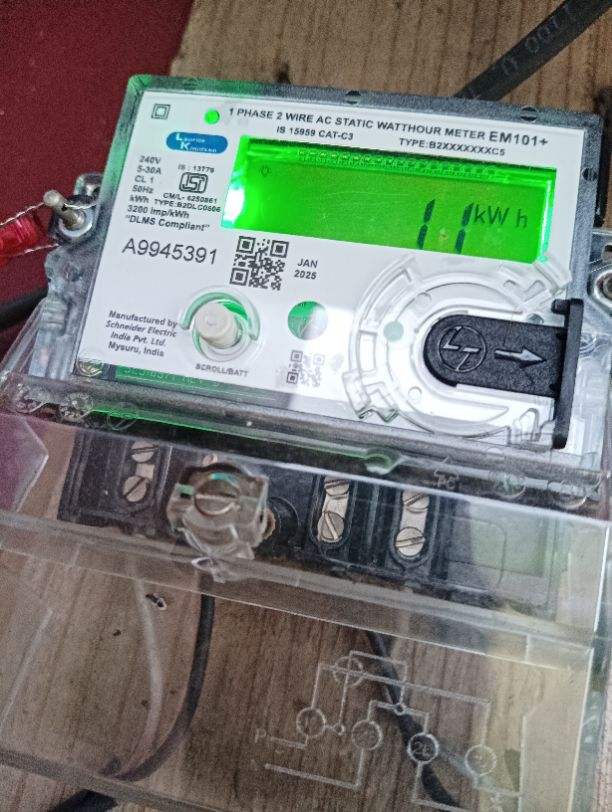 1 PHASE 2 WIRE AC STATIC WATTHOUR METER EM101+
IS 15959 CAT-C3 TYPE:B2XXXXXXXC5
240V
5-30A IS : 13779
CL 1
50Hz CM/L- 6250861
kWh TYPE:B2DLC0606
3200 imp/kWh
"DLMS Compliant"
11 kWh
A9945391
JAN
2025
Manufactured by
Schneider Electric
India Pvt. Ltd.
Mysuru, India
SCROLL/BATT
LT